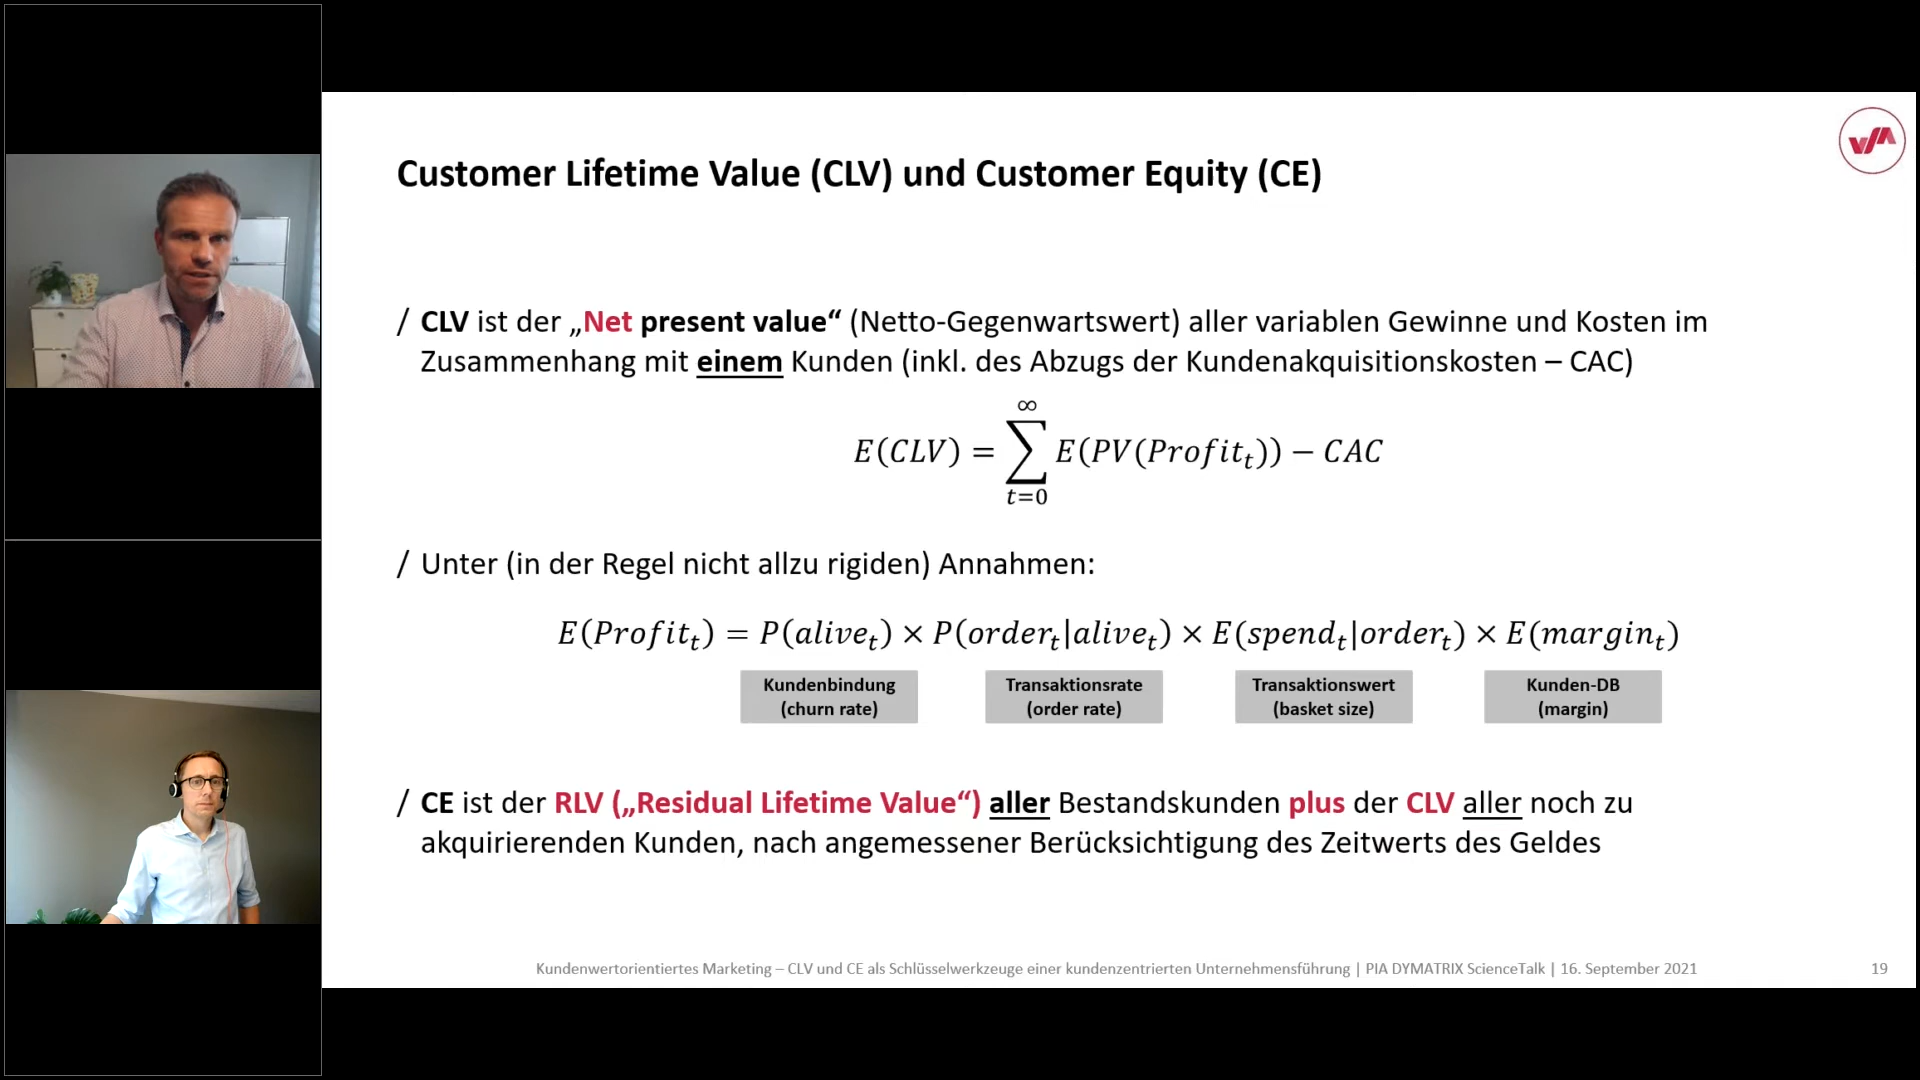 Customer Lifetime Value (CLV) und Customer Equity (CE)
/ CLV ist der „Net present value“ (Netto-Gegenwartswert) aller variablen Gewinne und Kosten im
Zusammenhang mit einem Kunden (inkl. des Abzugs der Kundenakquisitionskosten – CAC)
E(CLV) = ∑_{t=0}^{∞} E(PV(Profit_t)) − CAC
/ Unter (in der Regel nicht allzu rigiden) Annahmen:
E(Profit_t) = P(alive_t) × P(order_t|alive_t) × E(spend_t|order_t) × E(margin_t)
Kundenbindung
(churn rate)
Transaktionsrate
(order rate)
Transaktionswert
(basket size)
Kunden-DB
(margin)
/ CE ist der RLV („Residual Lifetime Value“) aller Bestandskunden plus der CLV aller noch zu
akquirierenden Kunden, nach angemessener Berücksichtigung des Zeitwerts des Geldes
Kundenwertorientiertes Marketing – CLV und CE als Schlüsselwerkzeuge einer kundenzentrierten Unternehmensführung | PIA DYMATRIX ScienceTalk | 16. September 2021
19